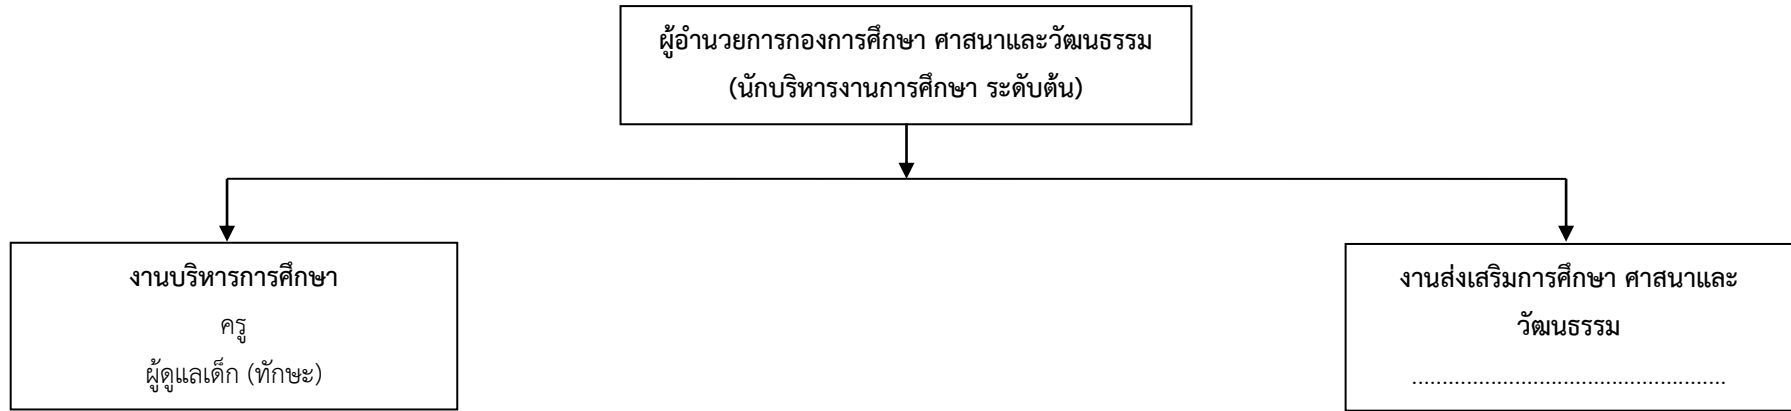 ผู้อำนวยการกองการศึกษา ศาสนาและวัฒนธรรม
(นักบริหารงานการศึกษา ระดับต้น)
งานบริหารการศึกษา
ครู
ผู้ดูแลเด็ก (ทักษะ)
งานส่งเสริมการศึกษา ศาสนาและ
วัฒนธรรม
....................................................